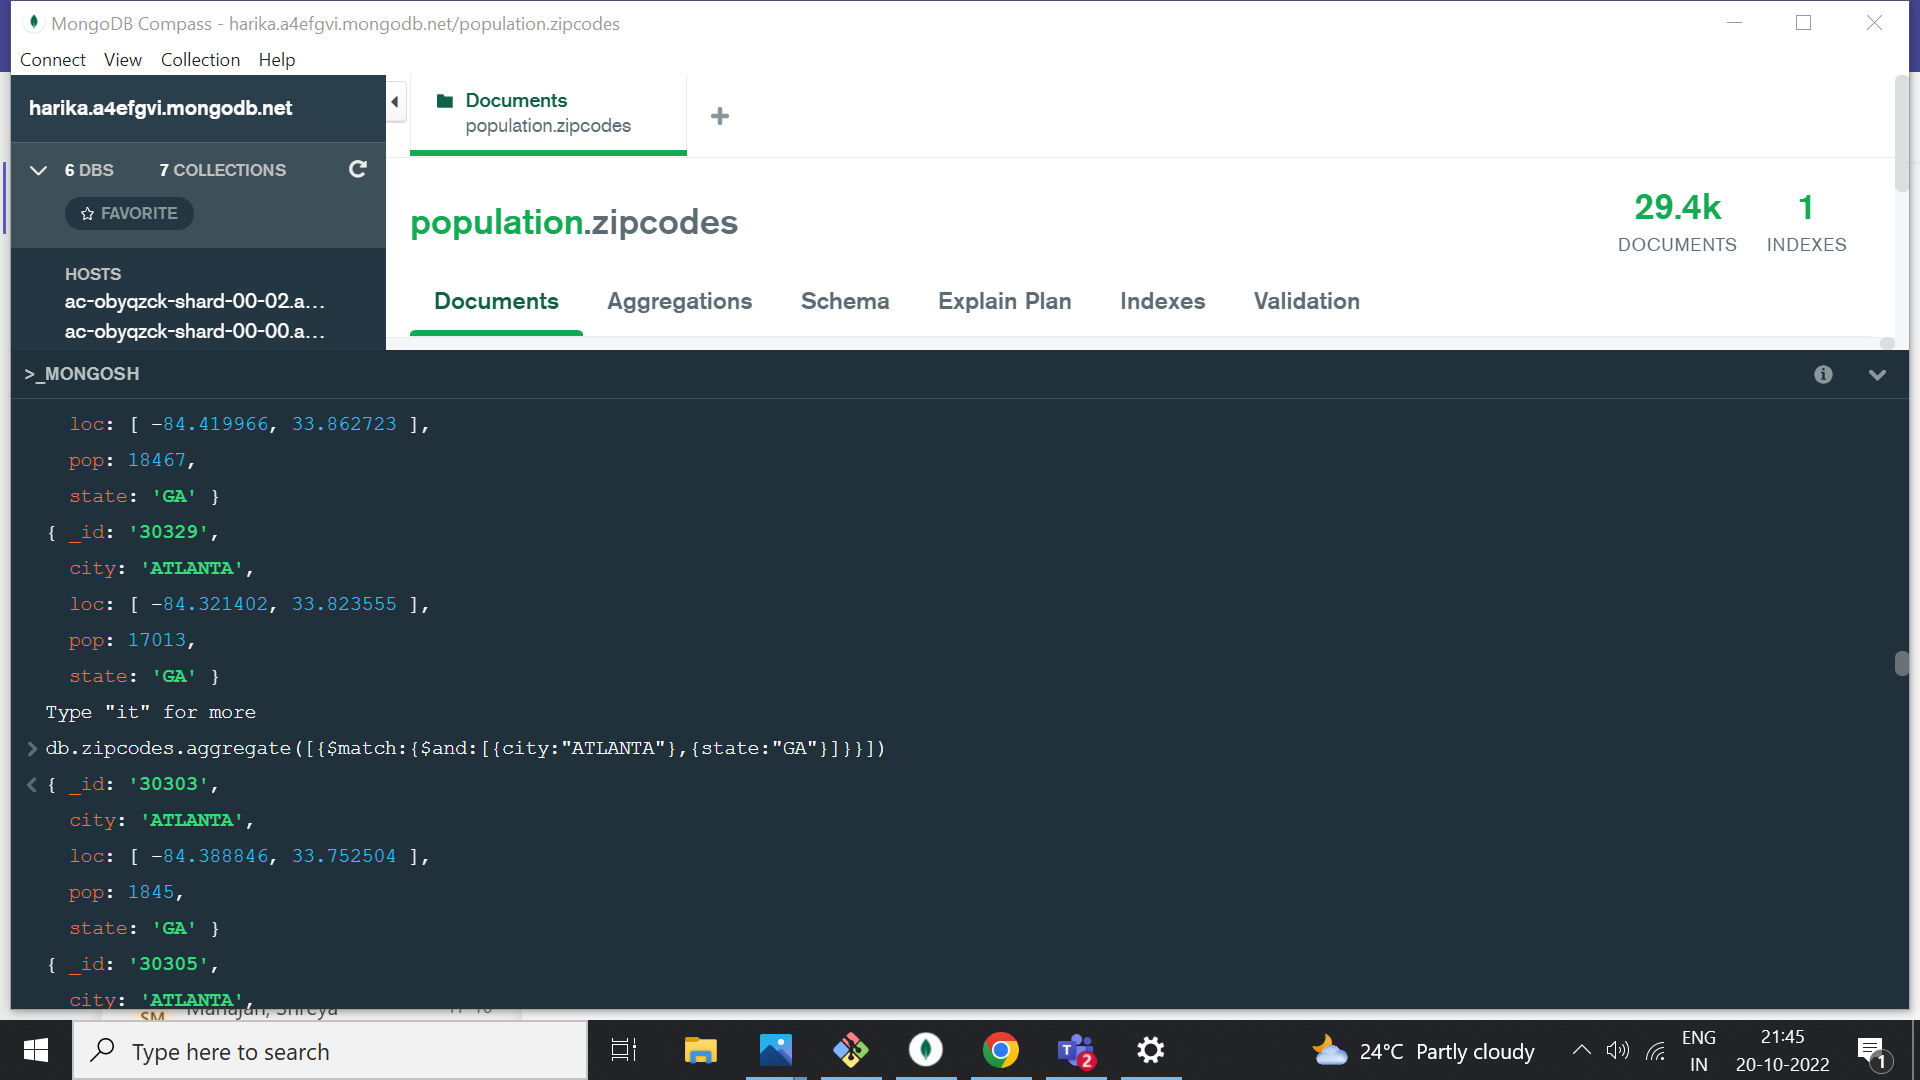 MongoDB Compass - harika.a4efgvi.mongodb.net/population.zipcodes
Connect View Collection Help
harika.a4efgvi.mongodb.net
6 DBS 7 COLLECTIONS
FAVORITE
HOSTS
ac-obyqzck-shard-00-02.a...
ac-obyqzck-shard-00-00.a...
Documents
population.zipcodes
population.zipcodes
29.4k
DOCUMENTS
1
INDEXES
Documents Aggregations Schema Explain Plan Indexes Validation
>_MONGOSH
loc: [ -84.419966, 33.862723 ],
pop: 18467,
state: 'GA' }
{ _id: '30329',
city: 'ATLANTA',
loc: [ -84.321402, 33.823555 ],
pop: 17013,
state: 'GA' }
Type "it" for more
> db.zipcodes.aggregate([{$match:{$and:[{city:"ATLANTA"},{state:"GA"}]}}])
< { _id: '30303',
city: 'ATLANTA',
loc: [ -84.388846, 33.752504 ],
pop: 1845,
state: 'GA' }
{ _id: '30305',
city: 'ATLANTA',
SM Mahajan, Shreya
Type here to search
T 2
24°C Partly cloudy
ENG
IN
21:45
20-10-2022
1